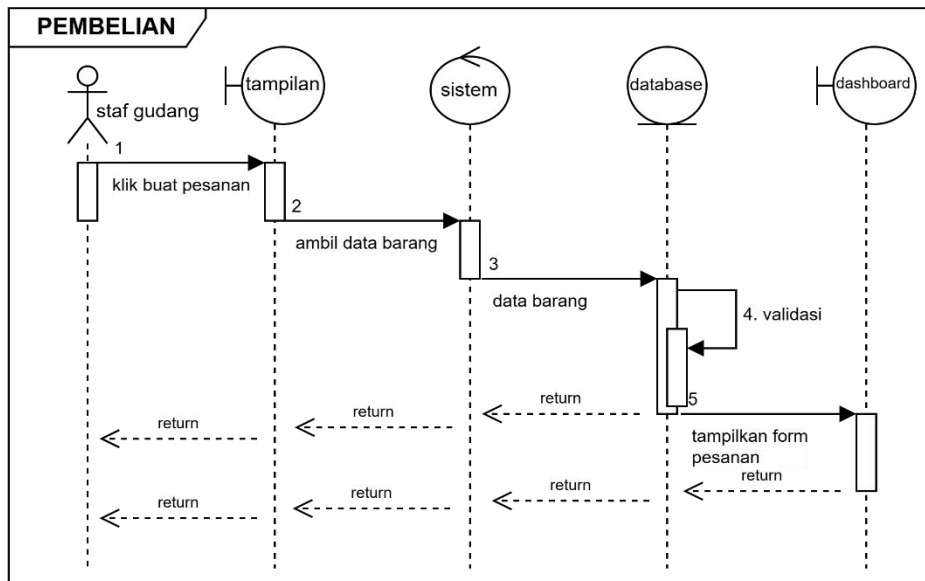 PEMBELIAN
staf gudang
tampilan
sistem
database
dashboard
1
klik buat pesanan
2
ambil data barang
3
data barang
4. validasi
5
tampilkan form
pesanan
return
return
return
return
return
return
return